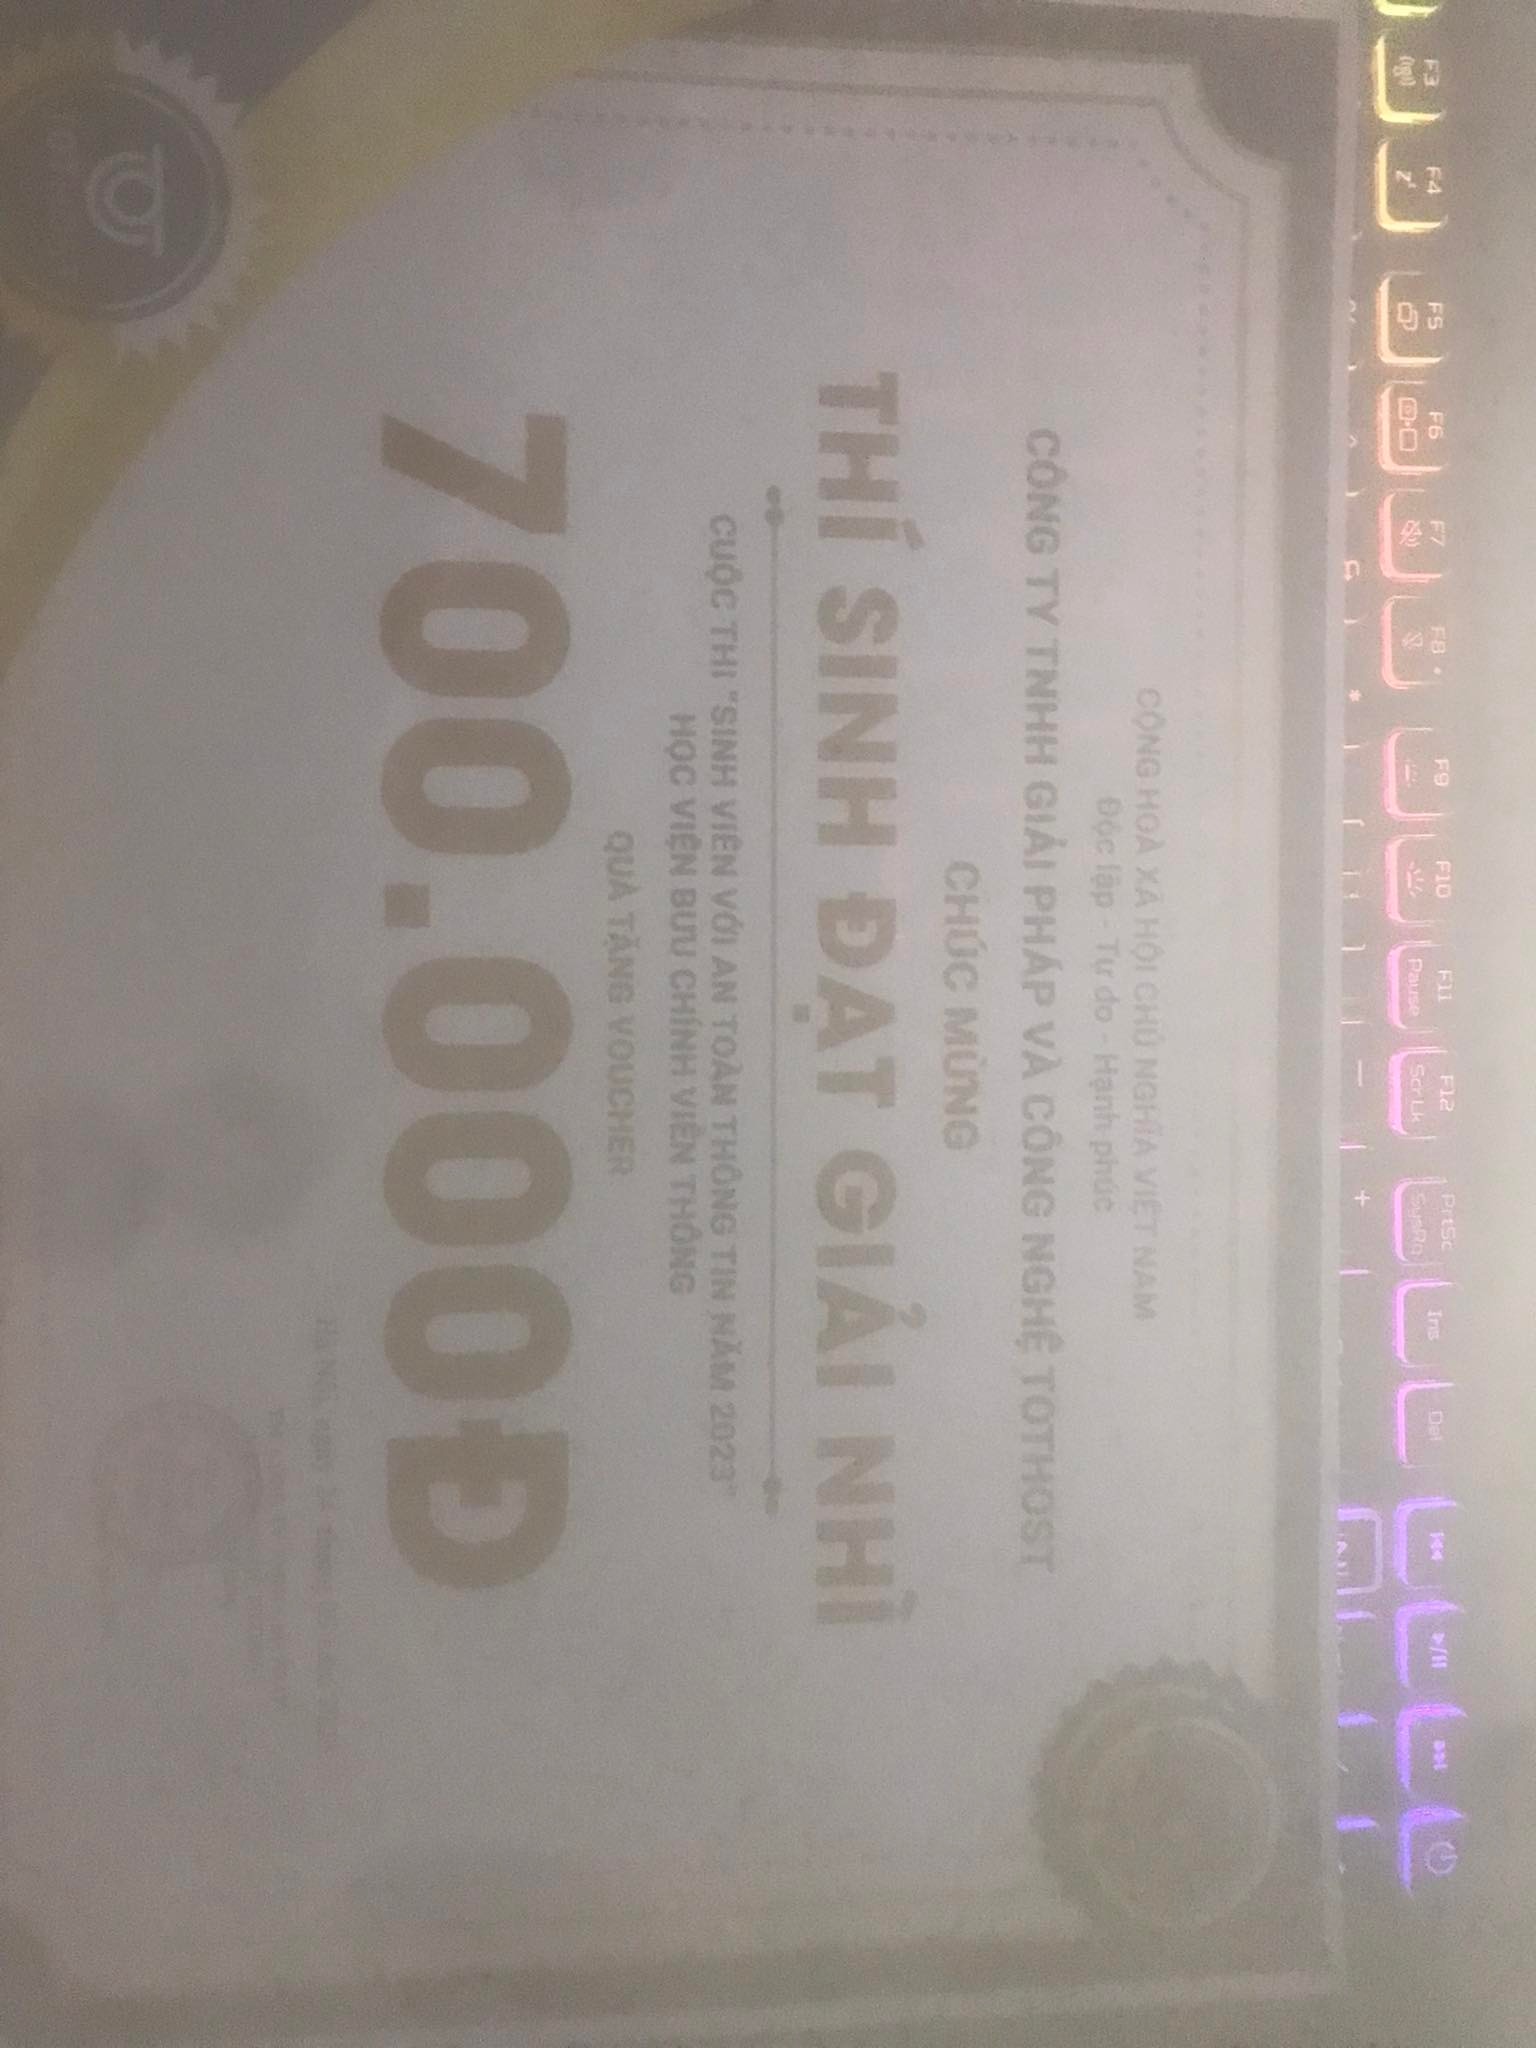 CỘNG HOÀ XÃ HỘI CHỦ NGHĨA VIỆT NAM
Độc lập - Tự do - Hạnh phúc
CÔNG TY TNHH GIẢI PHÁP VÀ CÔNG NGHỆ TOTHOST
CHÚC MỪNG
THÍ SINH ĐẠT GIẢI NHÌ
CUỘC THI "SINH VIÊN VỚI AN TOÀN THÔNG TIN NĂM 2023"
HỌC VIỆN BƯU CHÍNH VIỄN THÔNG
QUÀ TẶNG VOUCHER
700.000Đ
F3
F4
F5
F6
F7
F8
F9
F10
F11
Pause
F12
ScrLk
PrtSc
SysRq
Ins
Del